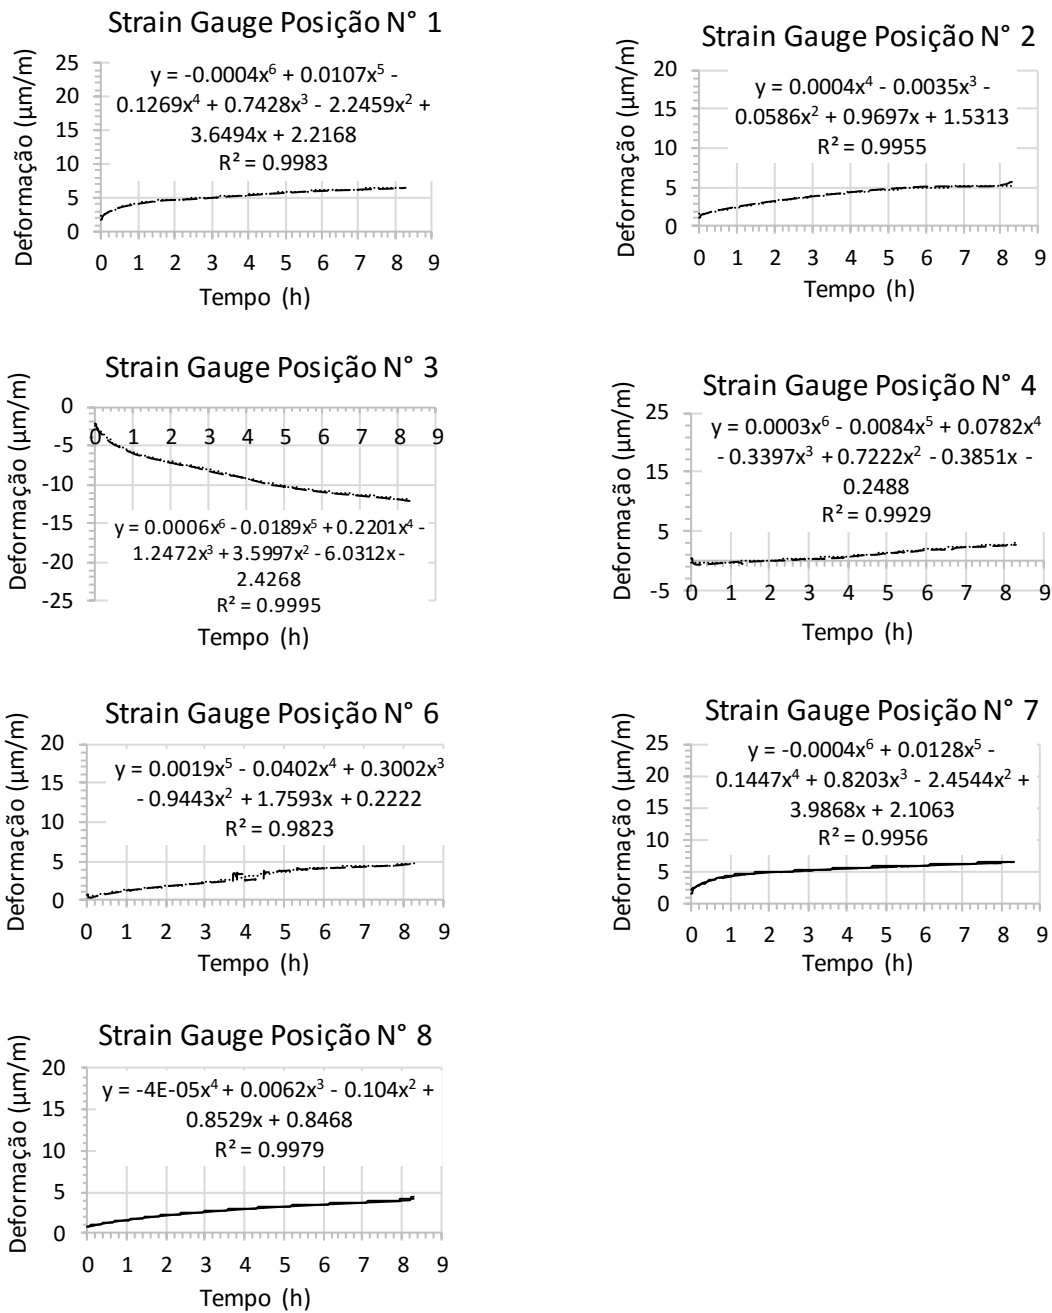 Strain Gauge Posição N° 1
Deformação (μm/m)
25
20
15
10
5
0
y = -0.0004x⁶ + 0.0107x⁵ -
0.1269x⁴ + 0.7428x³ - 2.2459x² +
3.6494x + 2.2168
R² = 0.9983
0 1 2 3 4 5 6 7 8 9
Tempo (h)
Strain Gauge Posição N° 2
Deformação (μm/m)
20
15
10
5
0
y = 0.0004x⁴ - 0.0035x³ -
0.0586x² + 0.9697x + 1.5313
R² = 0.9955
0 1 2 3 4 5 6 7 8 9
Tempo (h)
Strain Gauge Posição N° 3
Deformação (μm/m)
0
-5
-10
-15
-20
-25
0 1 2 3 4 5 6 7 8 9
y = 0.0006x⁶ - 0.0189x⁵ + 0.2201x⁴ -
1.2472x³ + 3.5997x² - 6.0312x -
2.4268
R² = 0.9995
Tempo (h)
Strain Gauge Posição N° 4
Deformação (μm/m)
25
15
5
-5
y = 0.0003x⁶ - 0.0084x⁵ + 0.0782x⁴
- 0.3397x³ + 0.7222x² - 0.3851x -
0.2488
R² = 0.9929
0 1 2 3 4 5 6 7 8 9
Tempo (h)
Strain Gauge Posição N° 6
Deformação (μm/m)
20
15
10
5
0
y = 0.0019x⁵ - 0.0402x⁴ + 0.3002x³
- 0.9443x² + 1.7593x + 0.2222
R² = 0.9823
0 1 2 3 4 5 6 7 8 9
Tempo (h)
Strain Gauge Posição N° 7
Deformação (μm/m)
25
20
15
10
5
0
y = -0.0004x⁶ + 0.0128x⁵ -
0.1447x⁴ + 0.8203x³ - 2.4544x² +
3.9868x + 2.1063
R² = 0.9956
0 1 2 3 4 5 6 7 8 9
Tempo (h)
Strain Gauge Posição N° 8
Deformação (μm/m)
20
15
10
5
0
y = -4E-05x⁴ + 0.0062x³ - 0.104x² +
0.8529x + 0.8468
R² = 0.9979
0 1 2 3 4 5 6 7 8 9
Tempo (h)